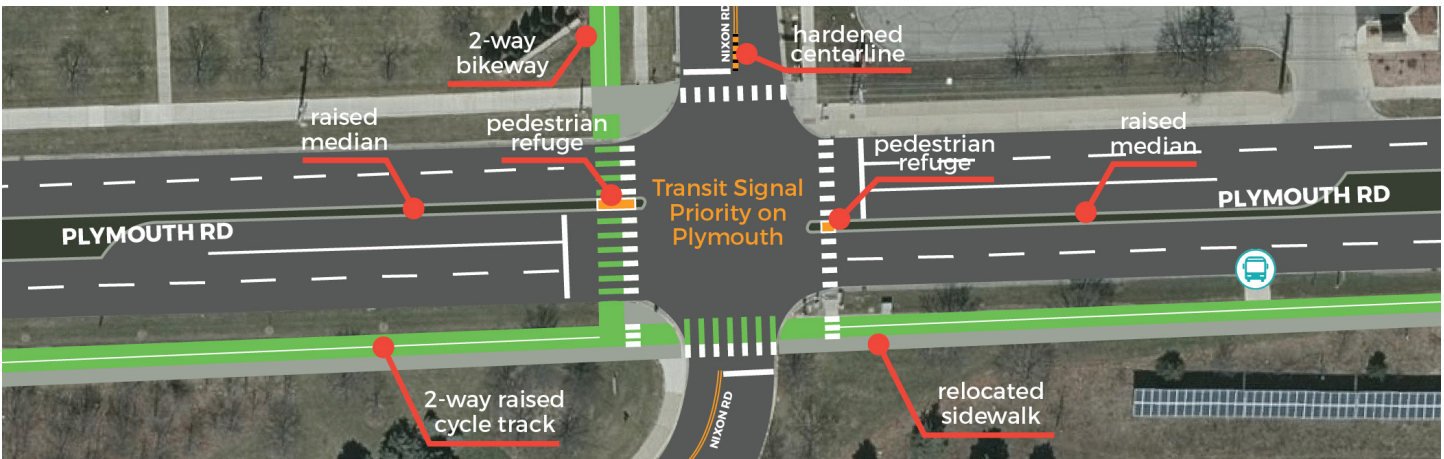 2-way
bikeway
NIXON RD
hardened
centerline
raised
median
pedestrian
refuge
pedestrian
refuge
raised
median
Transit Signal
Priority on
Plymouth
PLYMOUTH RD
PLYMOUTH RD
2-way raised
cycle track
NIXON RD
relocated
sidewalk